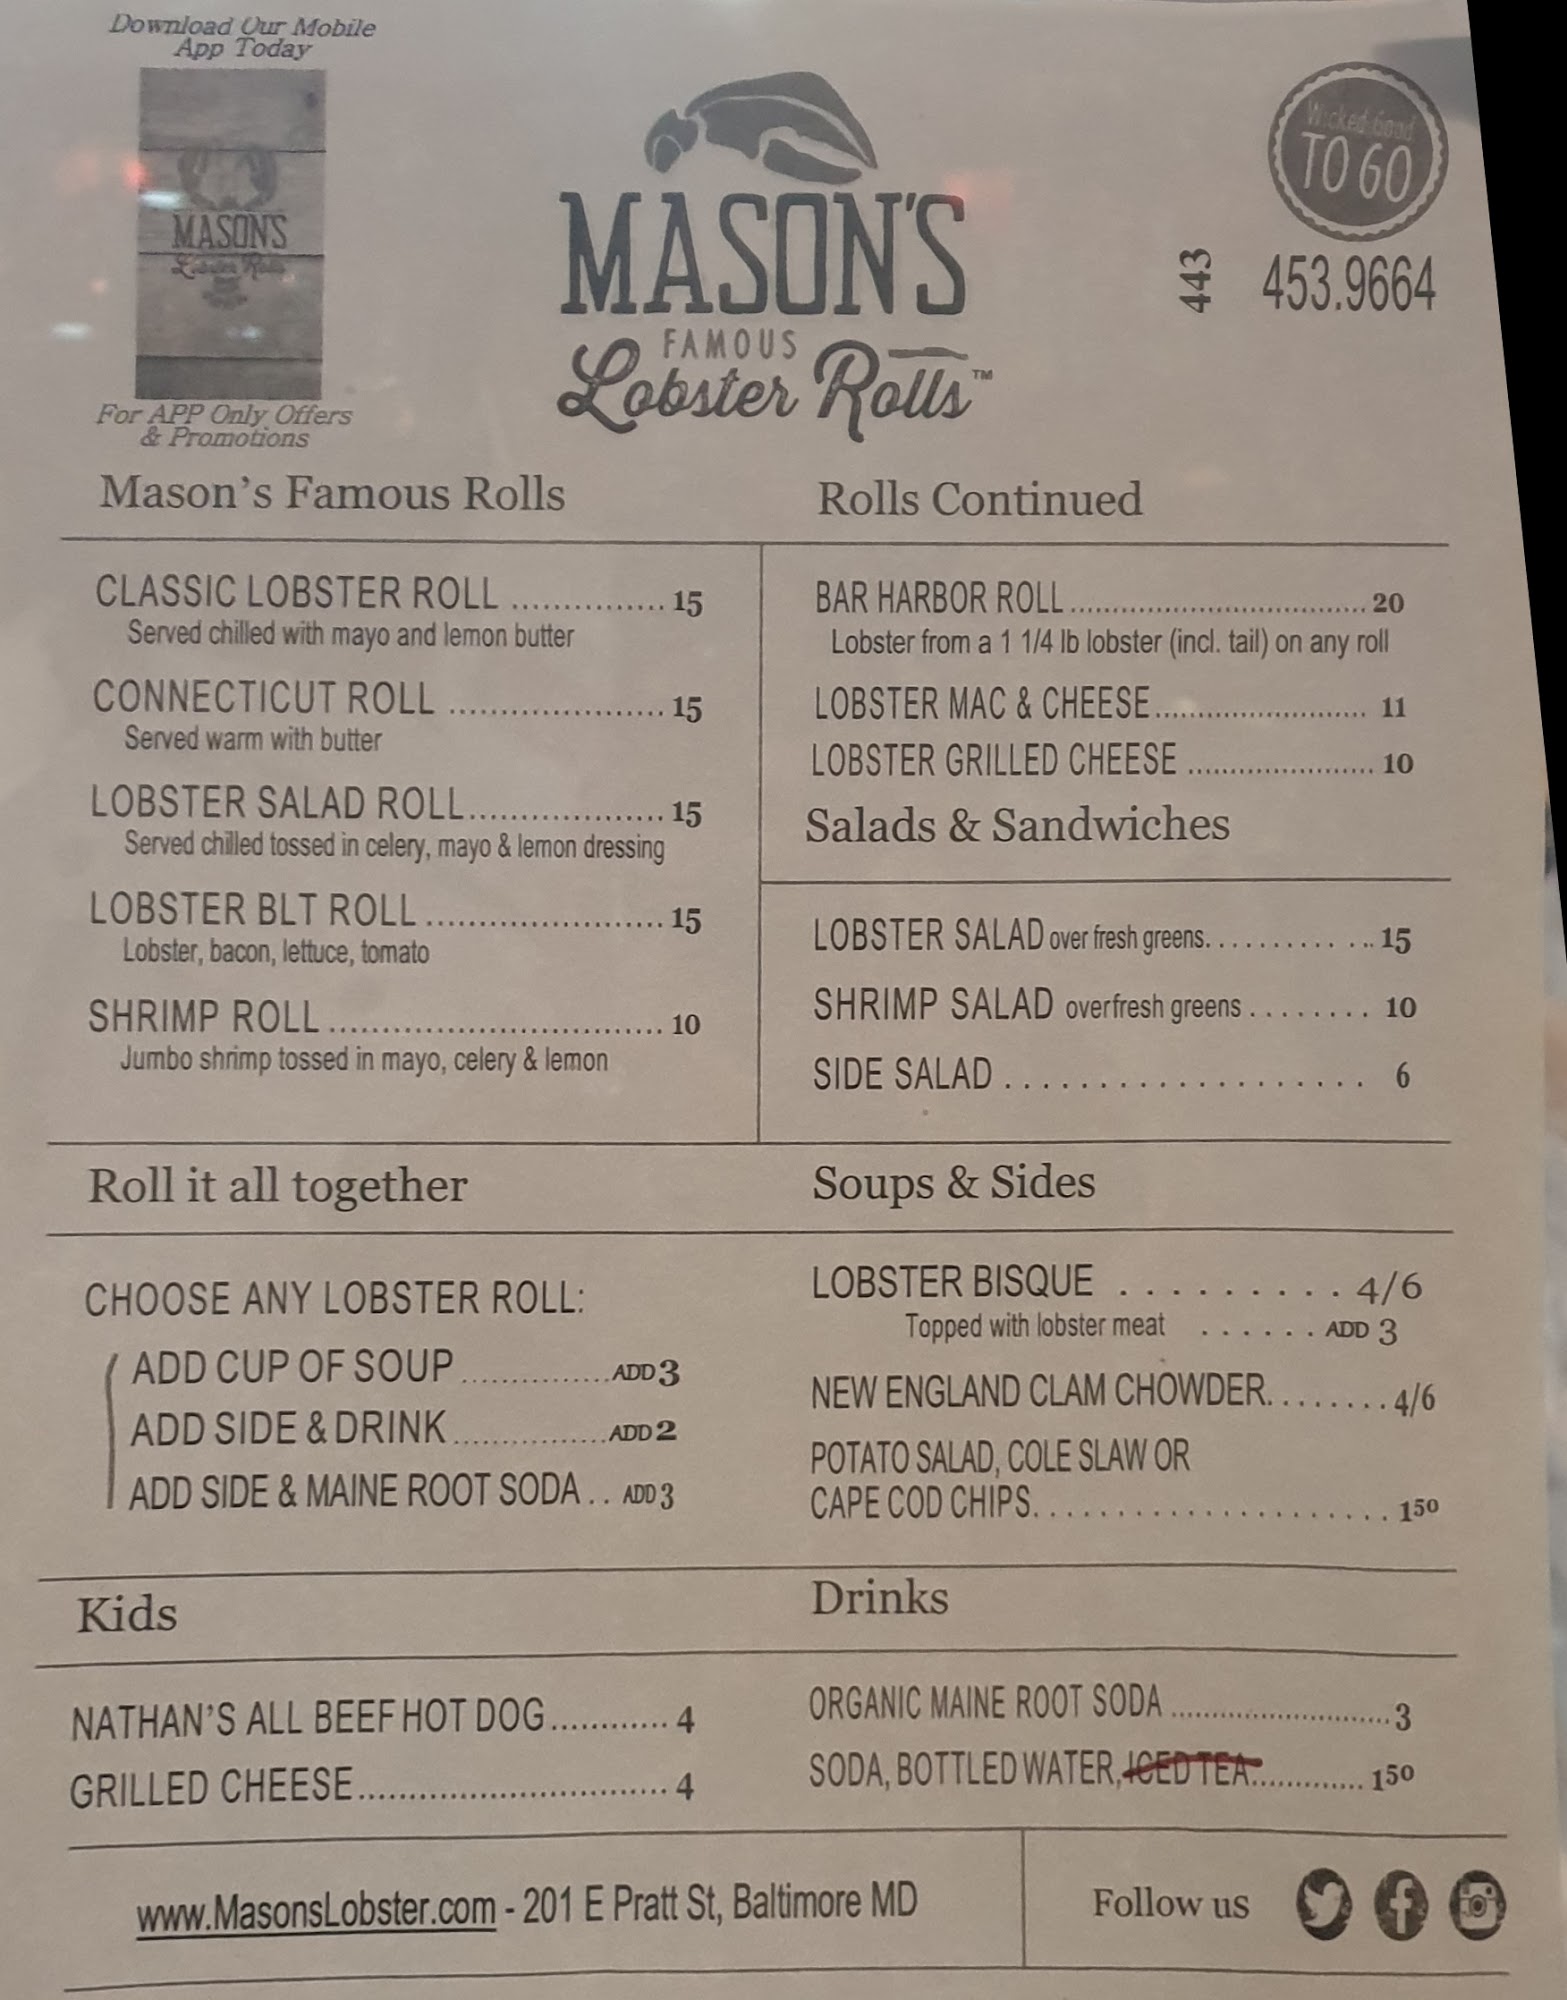 Download Our Mobile
App Today
MASON'S
Lobster Rolls
For APP Only Offers
& Promotions
MASON'S
FAMOUS
Lobster Rolls™
Wicked Good
TO GO
443 453.9664
Mason's Famous Rolls
CLASSIC LOBSTER ROLL ............... 15
Served chilled with mayo and lemon butter
CONNECTICUT ROLL ..................... 15
Served warm with butter
LOBSTER SALAD ROLL................... 15
Served chilled tossed in celery, mayo & lemon dressing
LOBSTER BLT ROLL ....................... 15
Lobster, bacon, lettuce, tomato
SHRIMP ROLL ................................ 10
Jumbo shrimp tossed in mayo, celery & lemon
Rolls Continued
BAR HARBOR ROLL .................................... 20
Lobster from a 1 1/4 lb lobster (incl. tail) on any roll
LOBSTER MAC & CHEESE.......................... 11
LOBSTER GRILLED CHEESE ....................... 10
Salads & Sandwiches
LOBSTER SALAD over fresh greens. . . . . . . . . . . .. 15
SHRIMP SALAD over fresh greens . . . . . . . . 10
SIDE SALAD . . . . . . . . . . . . . . . . . . . 6
Roll it all together
CHOOSE ANY LOBSTER ROLL:
ADD CUP OF SOUP ............... ADD 3
ADD SIDE & DRINK ................ ADD 2
ADD SIDE & MAINE ROOT SODA . . ADD 3
Soups & Sides
LOBSTER BISQUE . . . . . . . . . . 4/6
Topped with lobster meat . . . . . . ADD 3
NEW ENGLAND CLAM CHOWDER. . . . . . . . 4/6
POTATO SALAD, COLE SLAW OR
CAPE COD CHIPS. . . . . . . . . . . . . . . . . . . . 1 50
Kids
NATHAN'S ALL BEEF HOT DOG............ 4
GRILLED CHEESE................................ 4
Drinks
ORGANIC MAINE ROOT SODA ........................... 3
SODA, BOTTLED WATER, ICED TEA.............. 1 50
www.MasonsLobster.com - 201 E Pratt St, Baltimore MD
Follow us